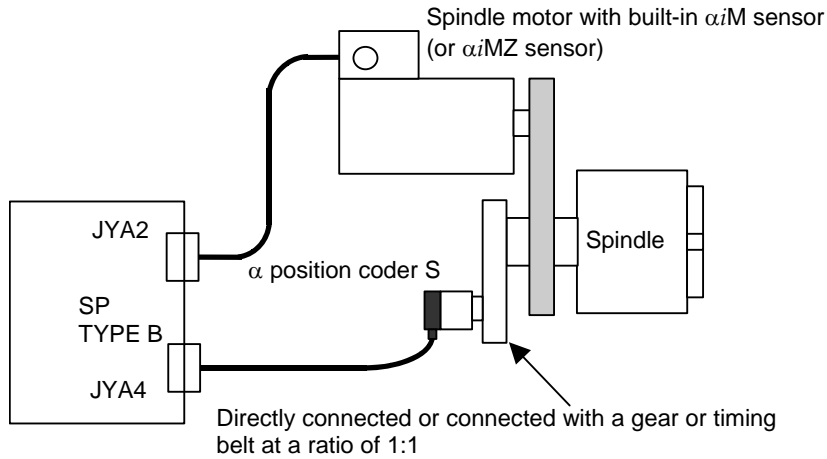 Spindle motor with built-in αiM sensor
(or αiMZ sensor)
JYA2
Spindle
α position coder S
SP
TYPE B
JYA4
Directly connected or connected with a gear or timing
belt at a ratio of 1:1